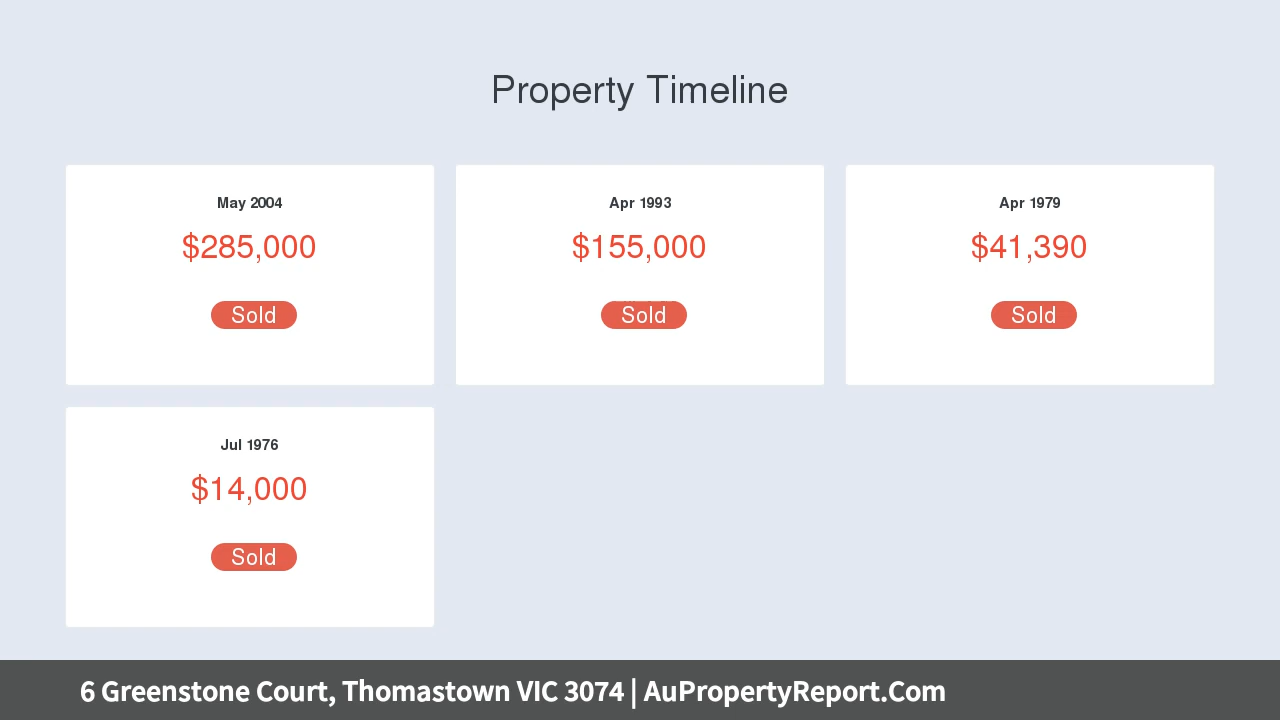 Property Timeline
May 2004
$285,000
Sold
Apr 1993
$155,000
Sold
Apr 1979
$41,390
Sold
Jul 1976
$14,000
Sold
6 Greenstone Court, Thomastown VIC 3074 | AuPropertyReport.Com